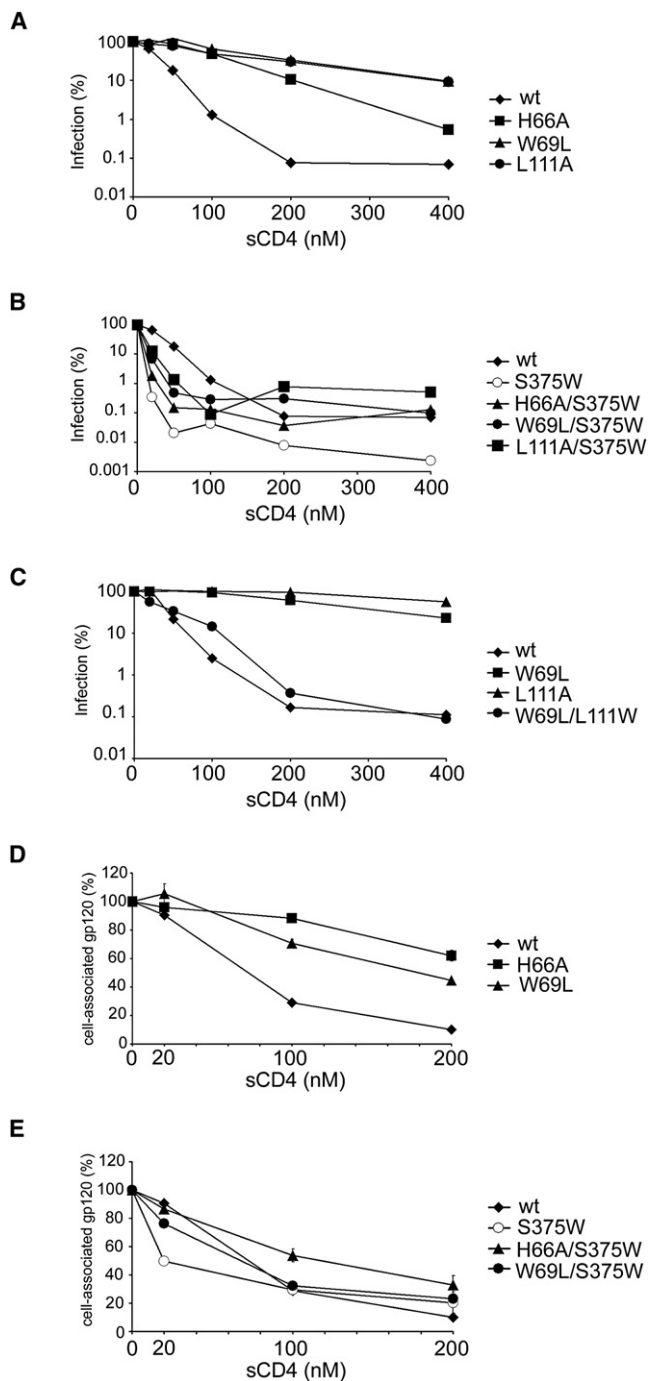 A
Infection (%)
100
10
1
0.1
0.01
0 100 200 300 400
sCD4 (nM)
wt
H66A
W69L
L111A
B
Infection (%)
100
10
1
0.1
0.01
0.001
0 100 200 300 400
sCD4 (nM)
wt
S375W
H66A/S375W
W69L/S375W
L111A/S375W
C
Infection (%)
100
10
1
0.1
0.01
0 100 200 300 400
sCD4 (nM)
wt
W69L
L111A
W69L/L111W
D
cell-associated gp120 (%)
120
100
80
60
40
20
0
0 20 100 200
sCD4 (nM)
wt
H66A
W69L
E
cell-associated gp120 (%)
120
100
80
60
40
20
0
0 20 100 200
sCD4 (nM)
wt
S375W
H66A/S375W
W69L/S375W